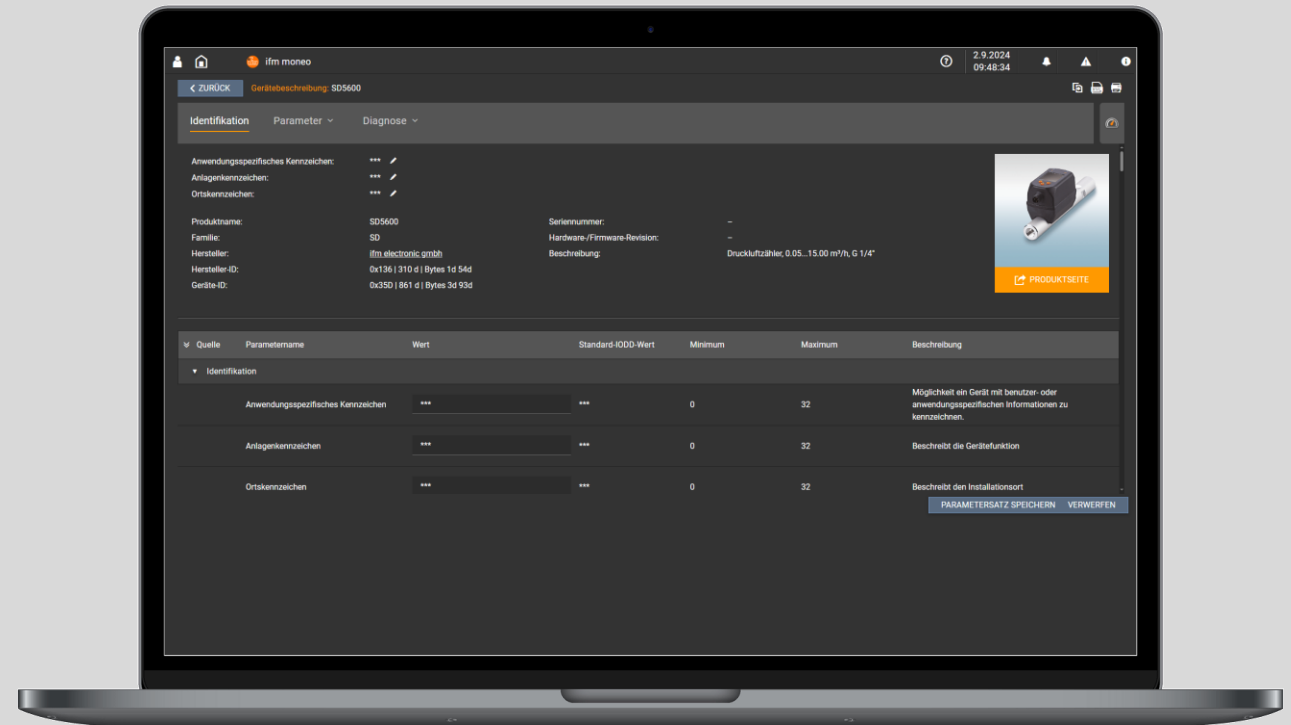 ifm moneo
2.9.2024
09:48:34
ZURÜCK
Gerätebeschreibung: SD5600
Identifikation Parameter Diagnose
Anwendungsspezifisches Kennzeichen: ***
Anlagenkennzeichen: ***
Ortskennzeichen: ***
Produktname: SD5600 Seriennummer: –
Familie: SD Hardware-/Firmware-Revision: –
Hersteller: ifm electronic gmbh Beschreibung: Druckluftzähler, 0.05...15.00 m³/h, G 1/4"
Hersteller-ID: 0x136 | 310 d | Bytes 1d 54d
Geräte-ID: 0x35D | 861 d | Bytes 3d 93d
PRODUKTSEITE
Quelle Parametername Wert Standard-IODD-Wert Minimum Maximum Beschreibung
Identifikation
Anwendungsspezifisches Kennzeichen *** *** 0 32 Möglichkeit ein Gerät mit benutzer- oder
anwendungsspezifischen Informationen zu
kennzeichnen.
Anlagenkennzeichen *** *** 0 32 Beschreibt die Gerätefunktion
Ortskennzeichen *** *** 0 32 Beschreibt den Installationsort
PARAMETERSATZ SPEICHERN VERWERFEN